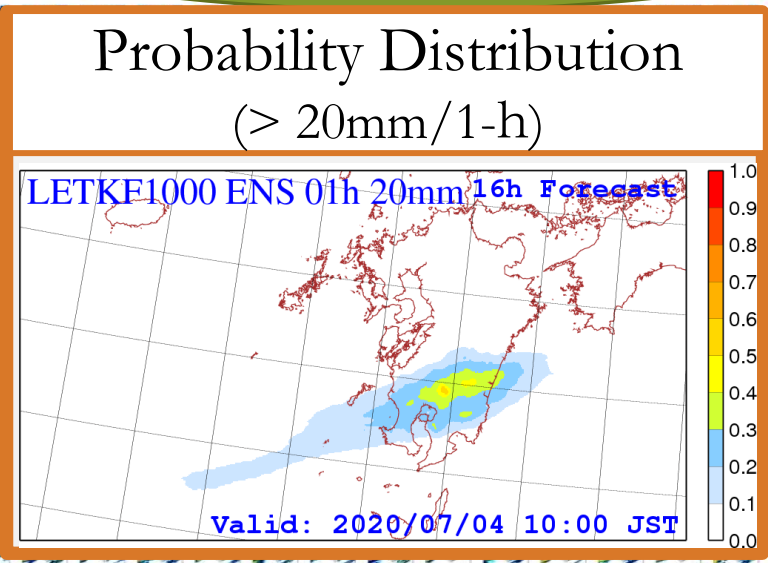 Probability Distribution
(> 20mm/1-h)
LETKF1000 ENS 01h 20mm 16h Forecast
Valid: 2020/07/04 10:00 JST
1.0
0.9
0.8
0.7
0.6
0.5
0.4
0.3
0.2
0.1
0.0